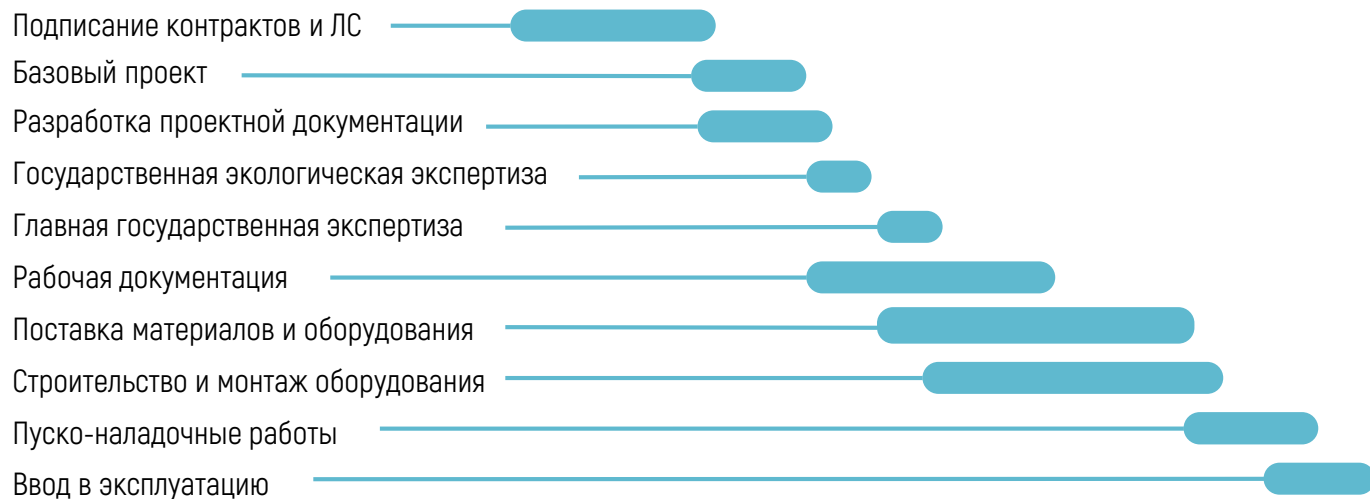 Подписание контрактов и ЛС
Базовый проект
Разработка проектной документации
Государственная экологическая экспертиза
Главная государственная экспертиза
Рабочая документация
Поставка материалов и оборудования
Строительство и монтаж оборудования
Пуско-наладочные работы
Ввод в эксплуатацию